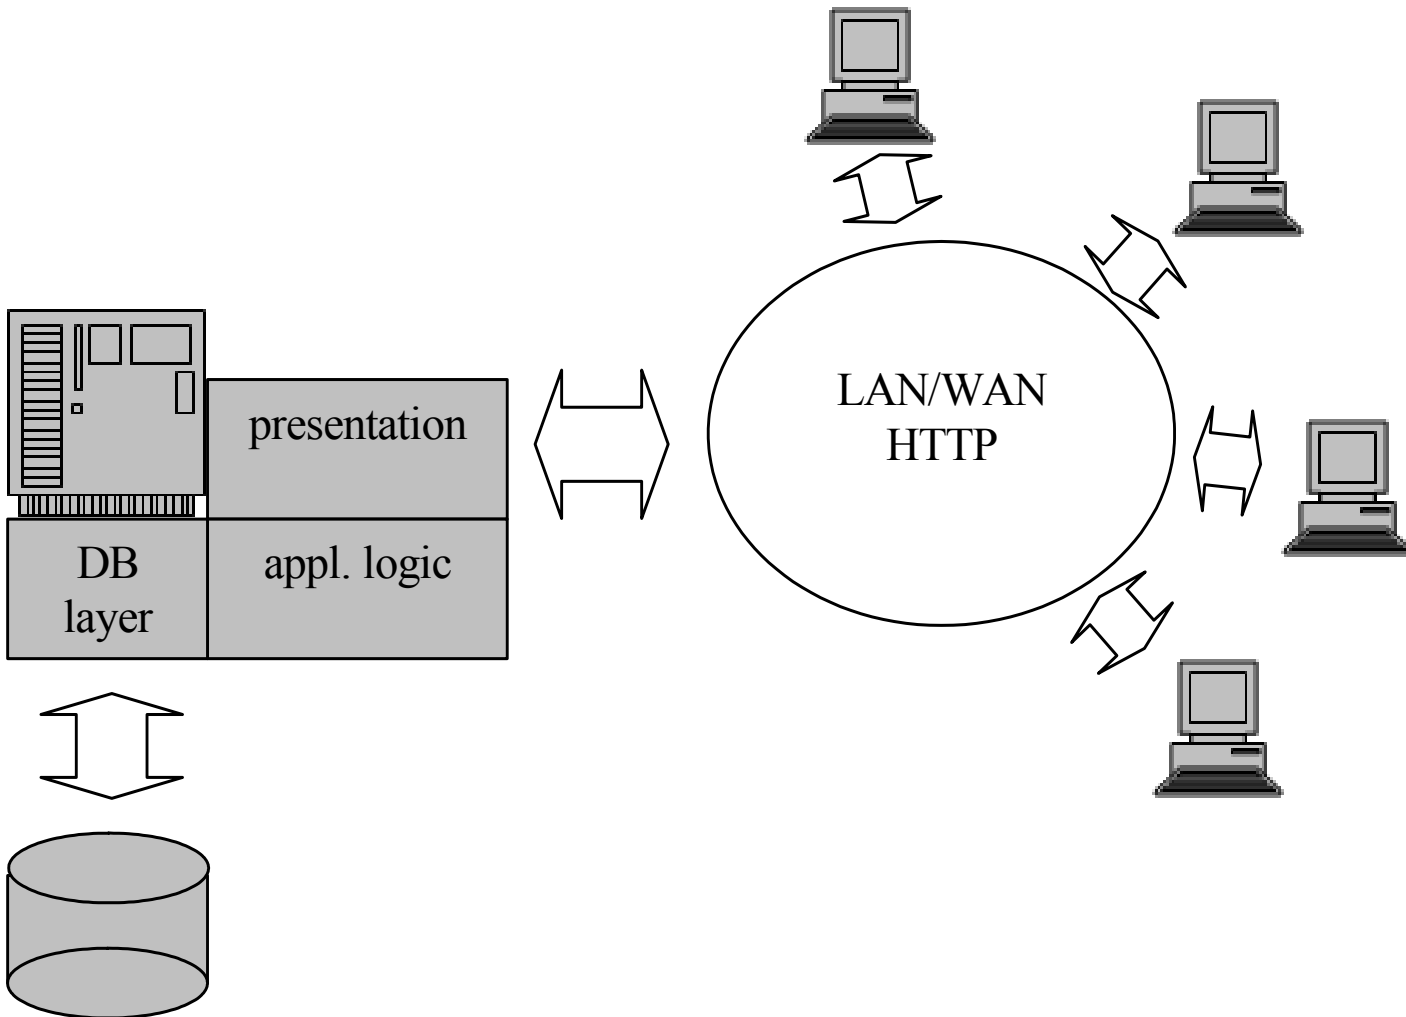 presentation
DB
layer
appl. logic
LAN/WAN
HTTP